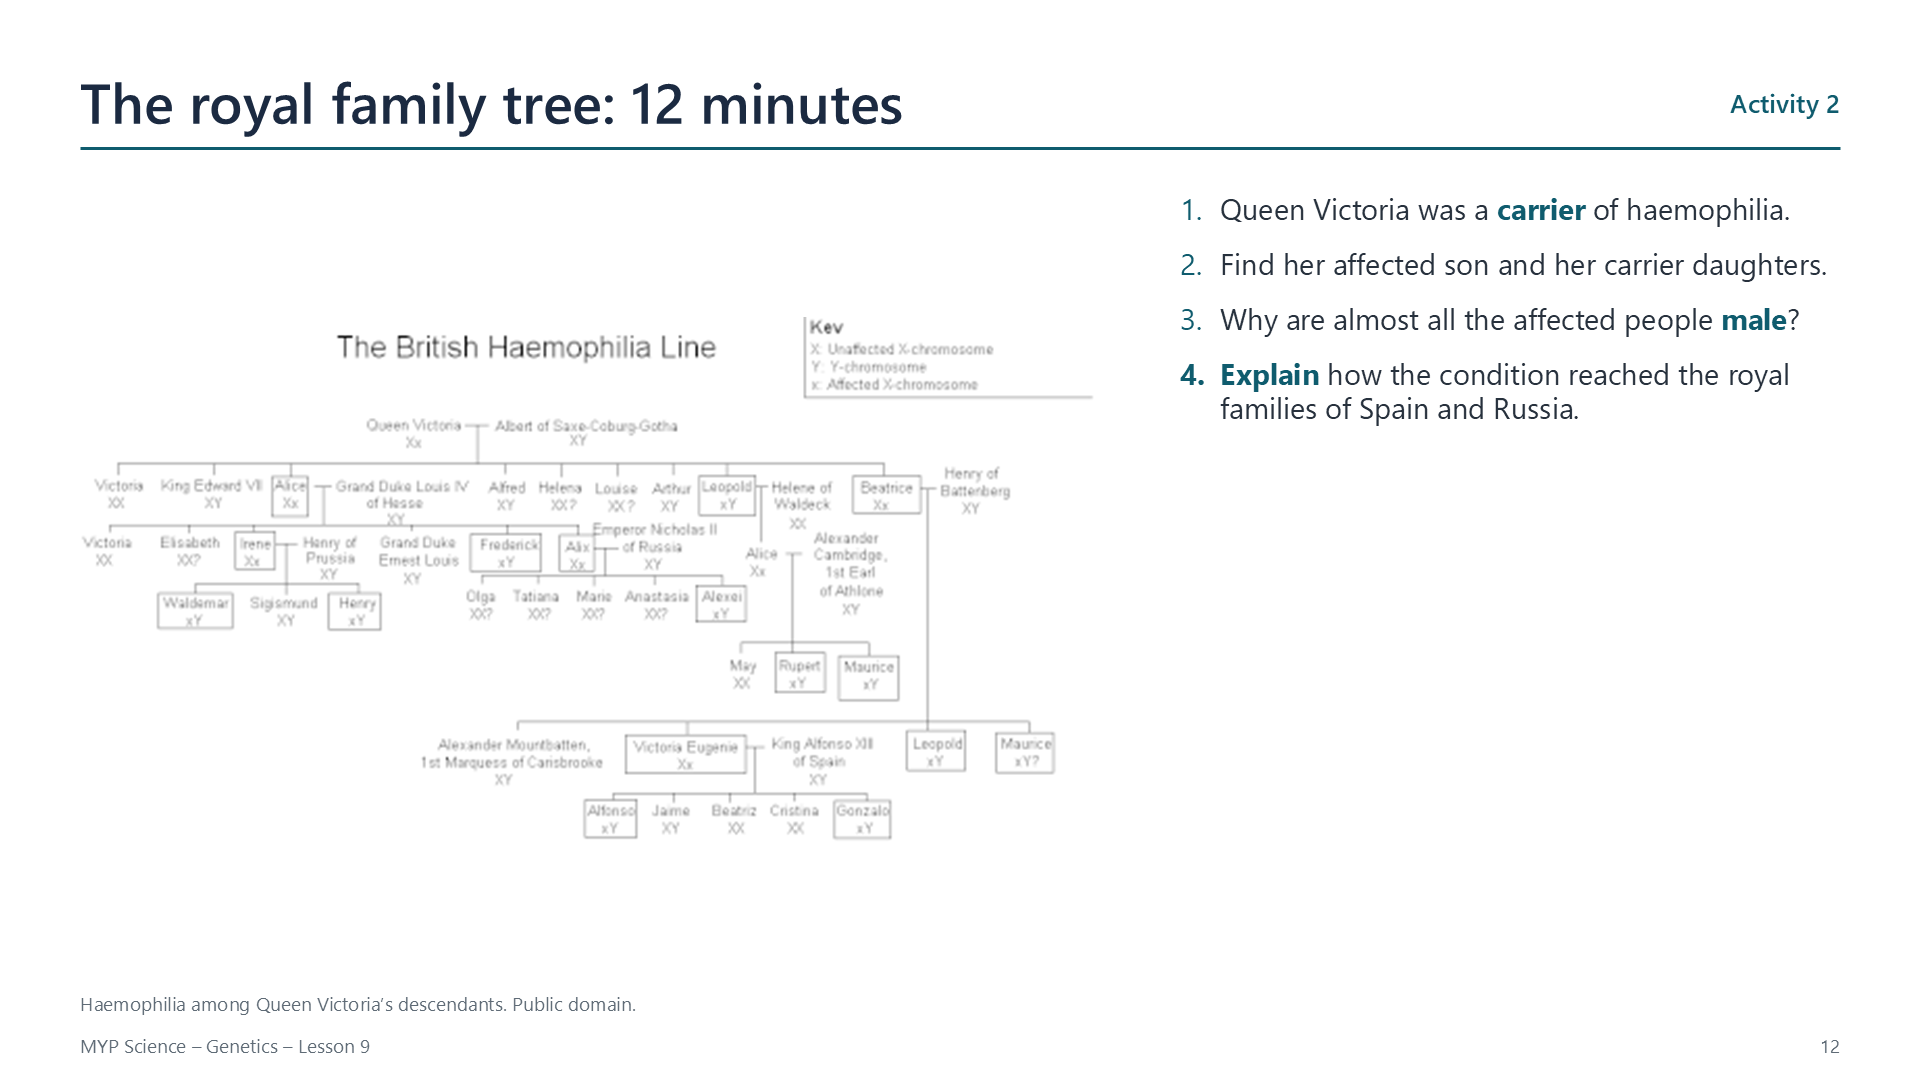 The royal family tree: 12 minutes
Activity 2
The British Haemophilia Line
Key
X: Unaffected X-chromosome
Y: Y-chromosome
x: Affected X-chromosome
Queen Victoria
Xx
Albert of Saxe-Coburg-Gotha
XY
Victoria
XX
King Edward VII
XY
Alice
Xx
Grand Duke Louis IV
of Hesse
XY
Alfred
XY
Helena
XX?
Louise
XX?
Arthur
XY
Leopold
xY
Helene of
Waldeck
XX
Beatrice
Xx
Henry of
Battenberg
XY
Victoria
XX
Elisabeth
XX?
Irene
Xx
Henry of
Prussia
XY
Grand Duke
Ernest Louis
XY
Frederick
xY
Alix
Xx
Emperor Nicholas II
of Russia
XY
Alice
Xx
Alexander
Cambridge,
1st Earl
of Athlone
XY
Waldemar
xY
Sigismund
XY
Henry
xY
Olga
XX?
Tatiana
XX?
Marie
XX?
Anastasia
XX?
Alexei
xY
May
XX
Rupert
xY
Maurice
xY
Alexander Mountbatten,
1st Marquess of Carisbrooke
XY
Victoria Eugenie
Xx
King Alfonso XIII
of Spain
XY
Leopold
xY
Maurice
xY?
Alfonso
xY
Jaime
XY
Beatriz
XX
Cristina
XX
Gonzalo
xY
1. Queen Victoria was a carrier of haemophilia.
2. Find her affected son and her carrier daughters.
3. Why are almost all the affected people male?
4. Explain how the condition reached the royal
families of Spain and Russia.
Haemophilia among Queen Victoria’s descendants. Public domain.
MYP Science – Genetics – Lesson 9
12